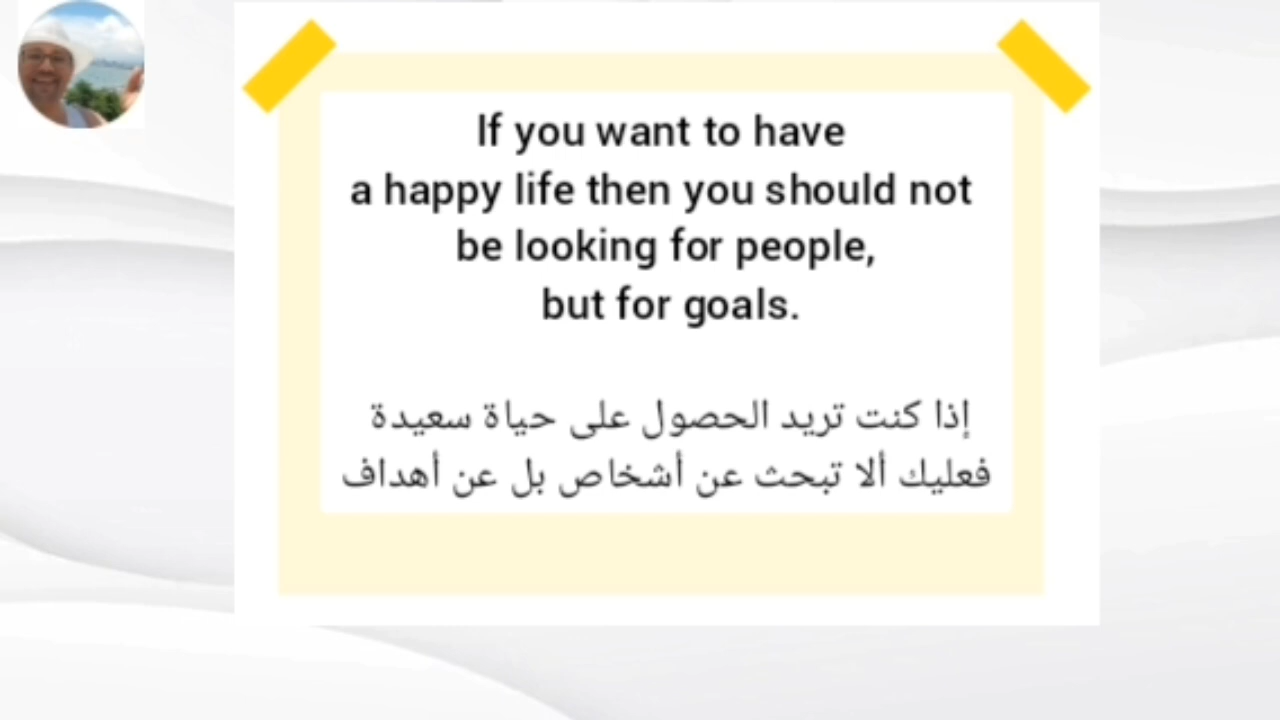 If you want to have
a happy life then you should not
be looking for people,
but for goals.
إذا كنت تريد الحصول على حياة سعيدة
فعليك ألا تبحث عن أشخاص بل عن أهداف